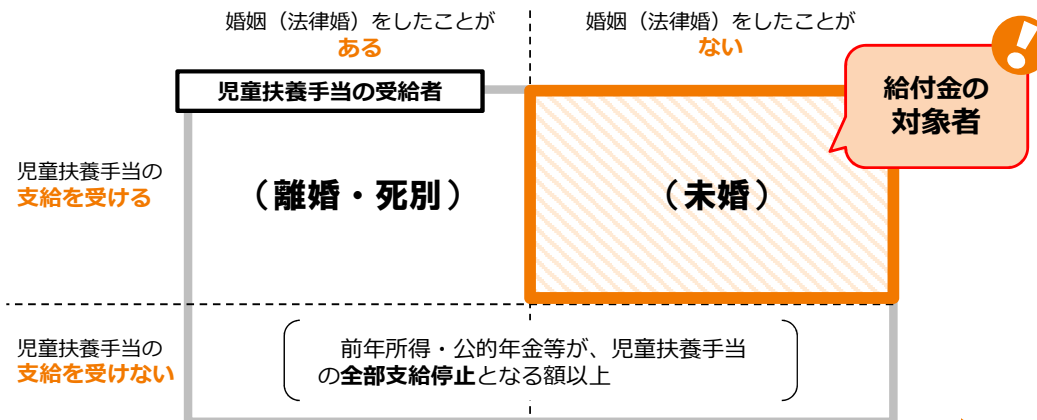 婚姻（法律婚）をしたことが
ある
婚姻（法律婚）をしたことが
ない
給付金の
対象者
児童扶養手当の受給者
児童扶養手当の
支給を受ける
（離婚・死別）
（未婚）
児童扶養手当の
支給を受けない
前年所得・公的年金等が、児童扶養手当
の全部支給停止となる額以上